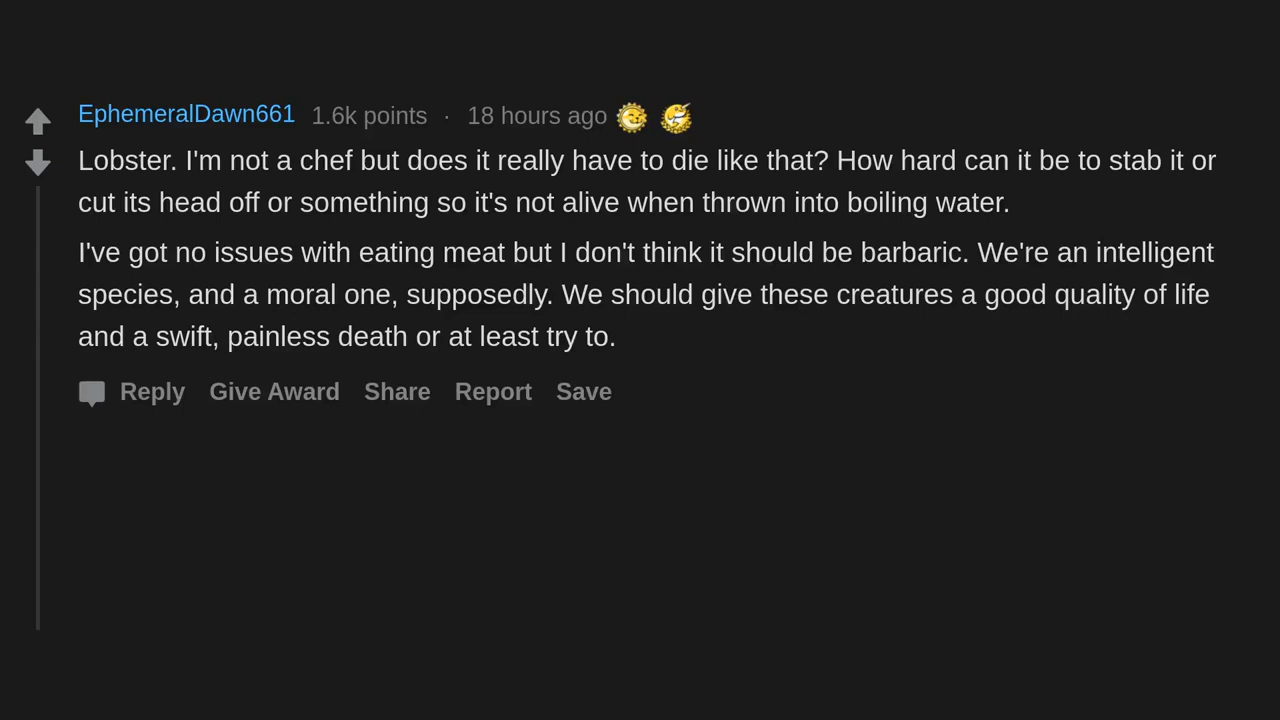 EphemeralDawn661 1.6k points · 18 hours ago
Lobster. I'm not a chef but does it really have to die like that? How hard can it be to stab it or
cut its head off or something so it's not alive when thrown into boiling water.
I've got no issues with eating meat but I don't think it should be barbaric. We're an intelligent
species, and a moral one, supposedly. We should give these creatures a good quality of life
and a swift, painless death or at least try to.
Reply Give Award Share Report Save